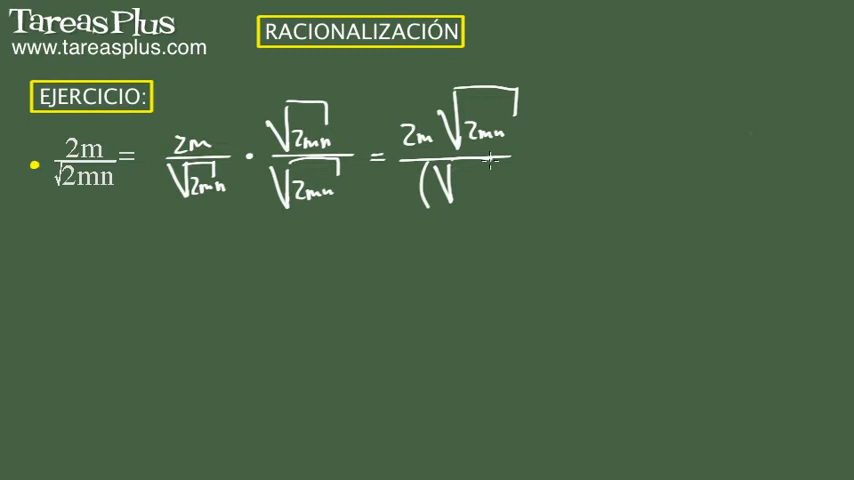 TareasPlus
www.tareasplus.com
RACIONALIZACIÓN
EJERCICIO:
• 2m/√2mn = 2m/√2mn • √2mn/√2mn = 2m√2mn/(√